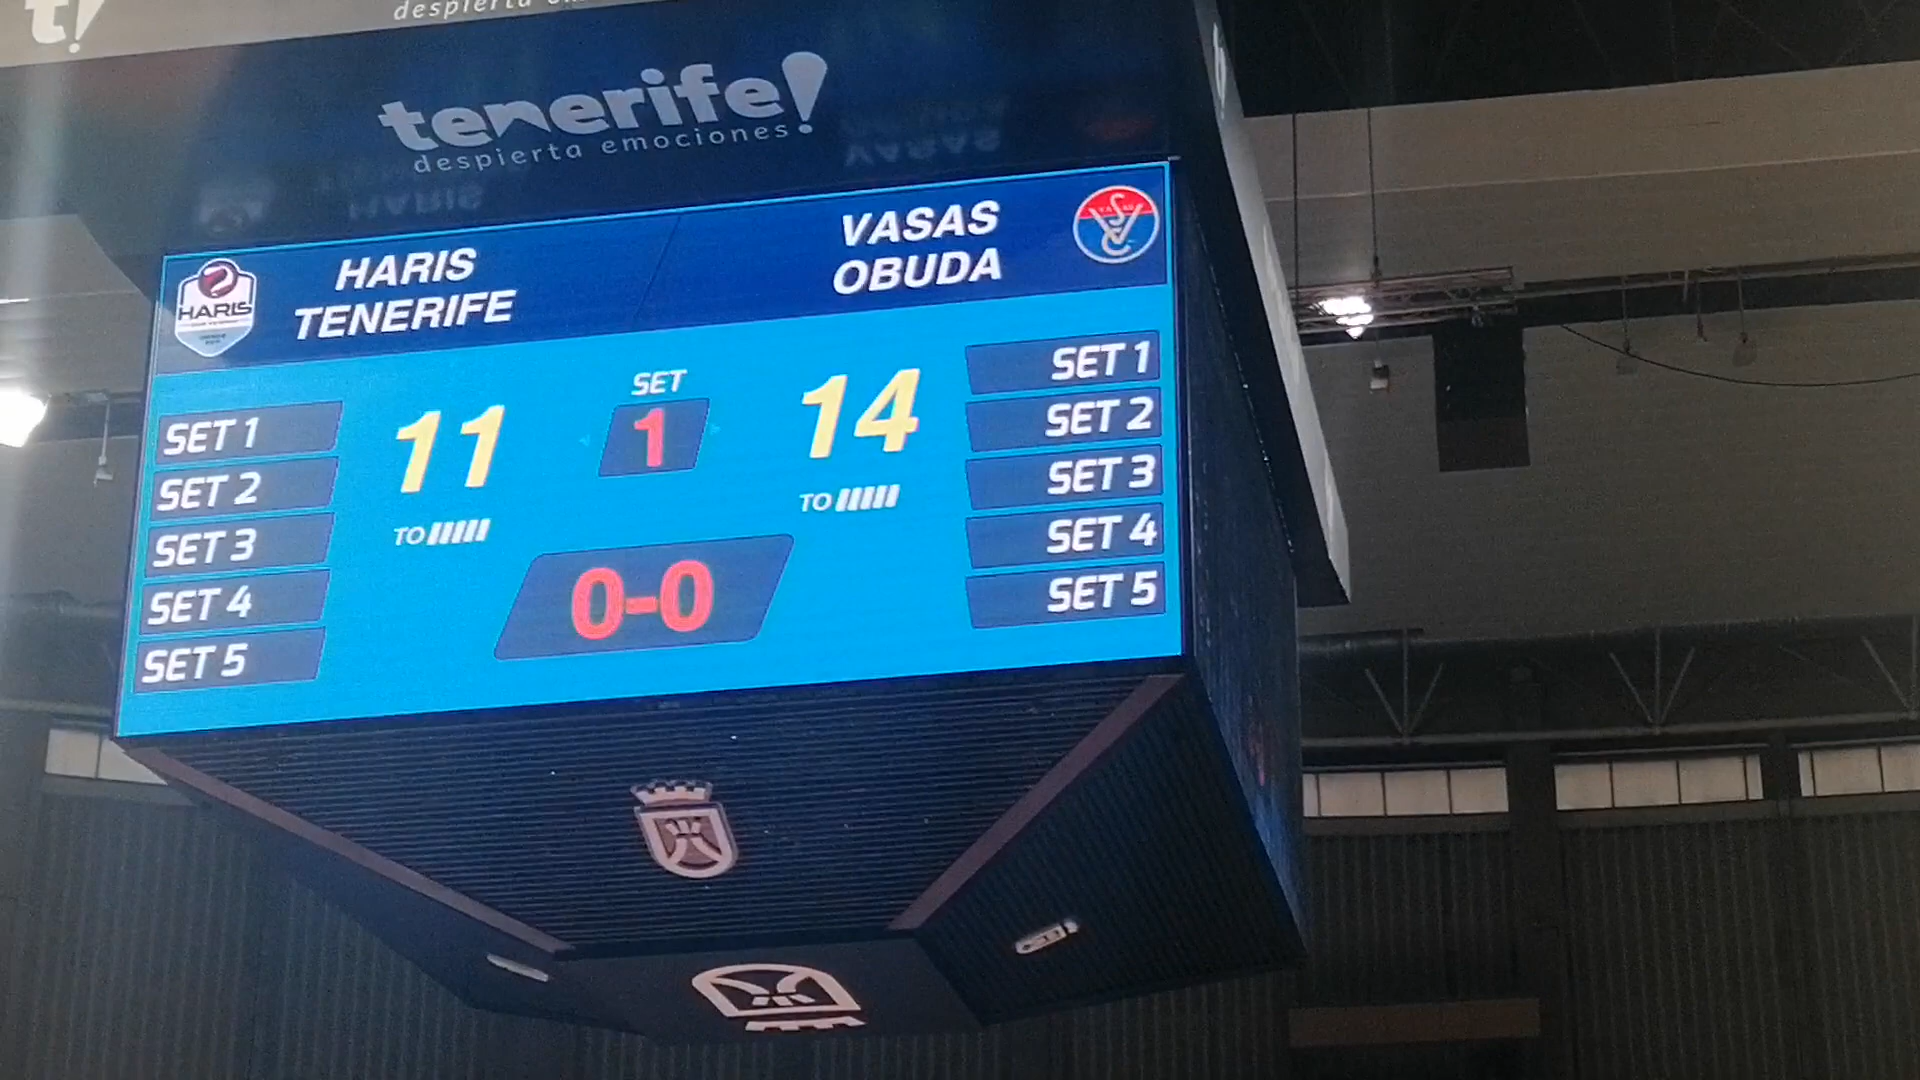 despierta
tenerife!
despierta emociones
HARIS
TENERIFE
VASAS
OBUDA
HARIS
SET 1
SET 2
SET 3
SET 4
SET 5
11
TO
SET
1
14
TO
0-0
SET 1
SET 2
SET 3
SET 4
SET 5